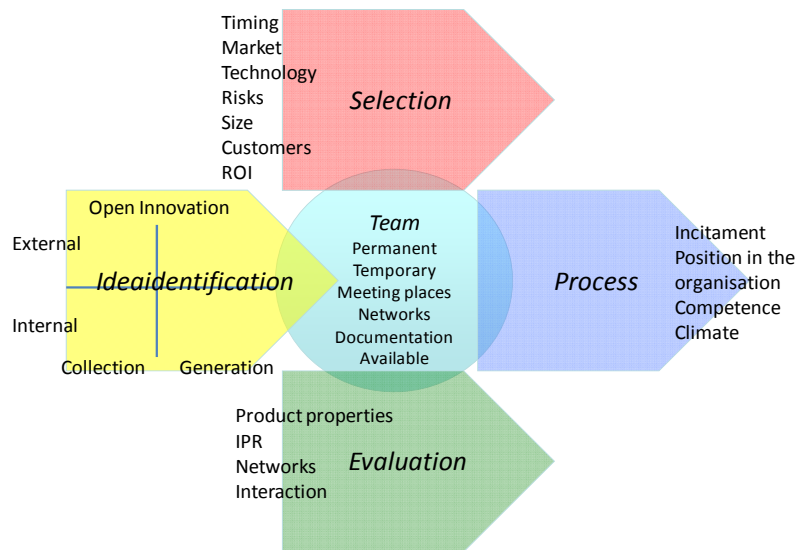 Timing
Market
Technology
Risks
Size
Customers
ROI
Selection
Open Innovation
External
Ideaidentification
Internal
Collection
Generation
Team
Permanent
Temporary
Meeting places
Networks
Documentation
Available
Process
Incitament
Position in the
organisation
Competence
Climate
Product properties
IPR
Networks
Interaction
Evaluation